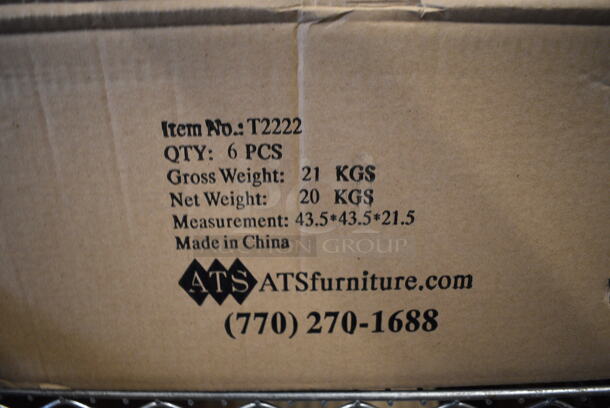 Item No.: T2222
QTY: 6 PCS
Gross Weight: 21 KGS
Net Weight: 20 KGS
Measurement: 43.5*43.5*21.5
Made in China
GROUP
ATS ATSfurniture.com
(770) 270-1688